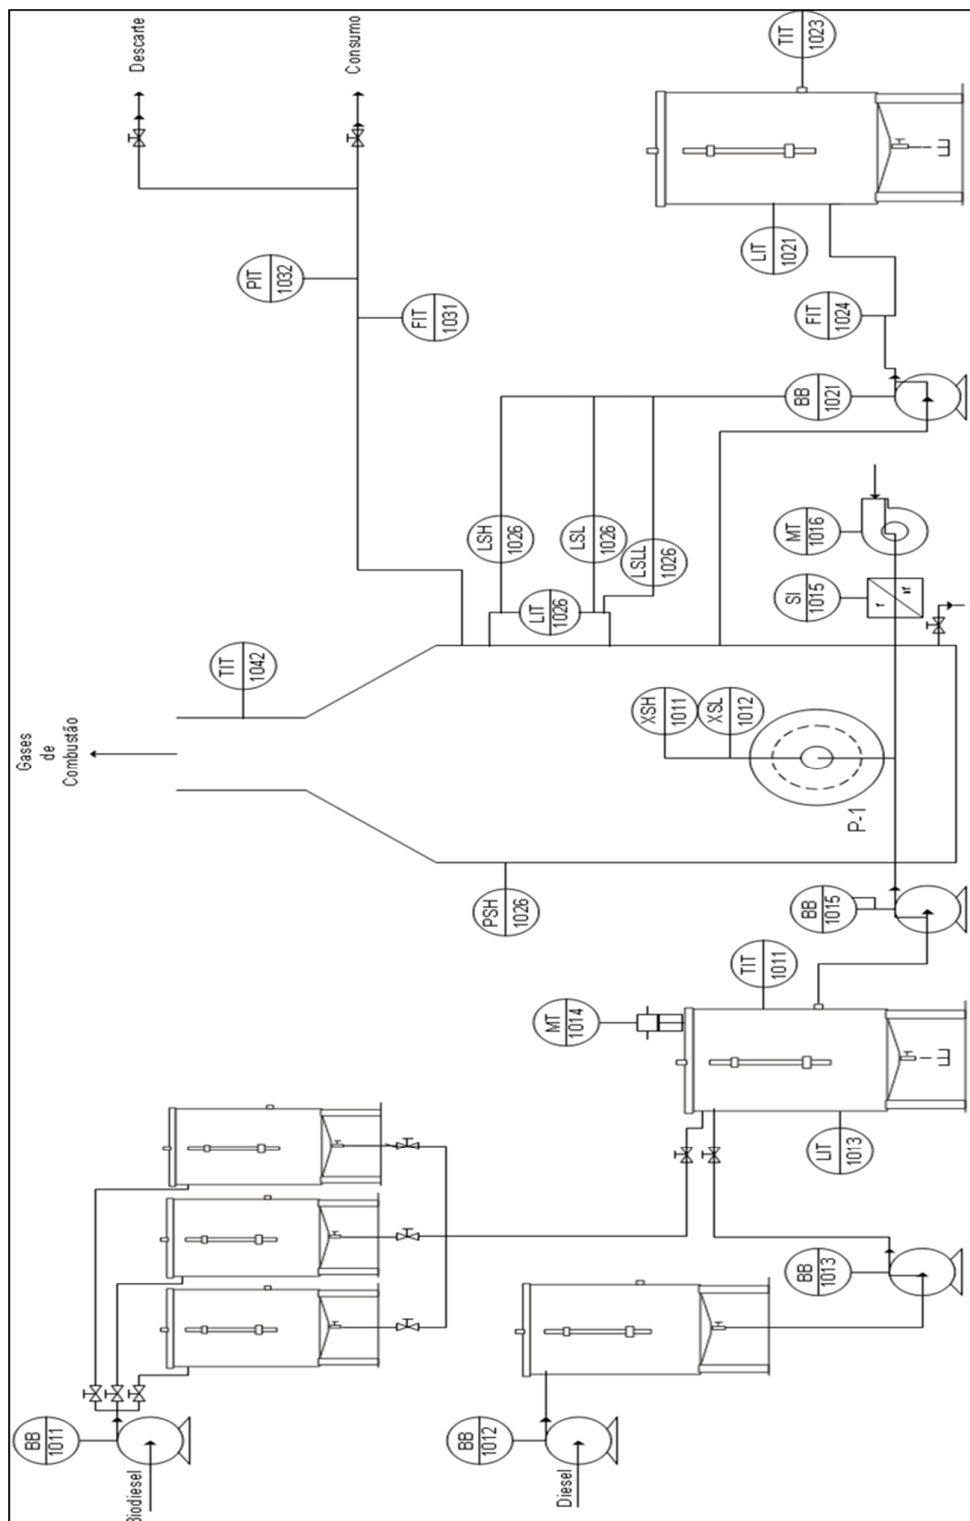 Descarte
Consumo
TIT
1023
PIT
1032
LIT
1021
FIT
1031
FIT
1024
BB
1021
LSH
1026
LSL
1026
LSLL
1026
MT
1016
LIT
1026
SI
1015
TIT
1042
Gases
de
Combustão
XSH
1011
XSL
1012
P-1
PSH
1026
BB
1015
TIT
1011
MT
1014
LIT
1013
BB
1013
BB
1011
BB
1012
Biodiesel
Diesel